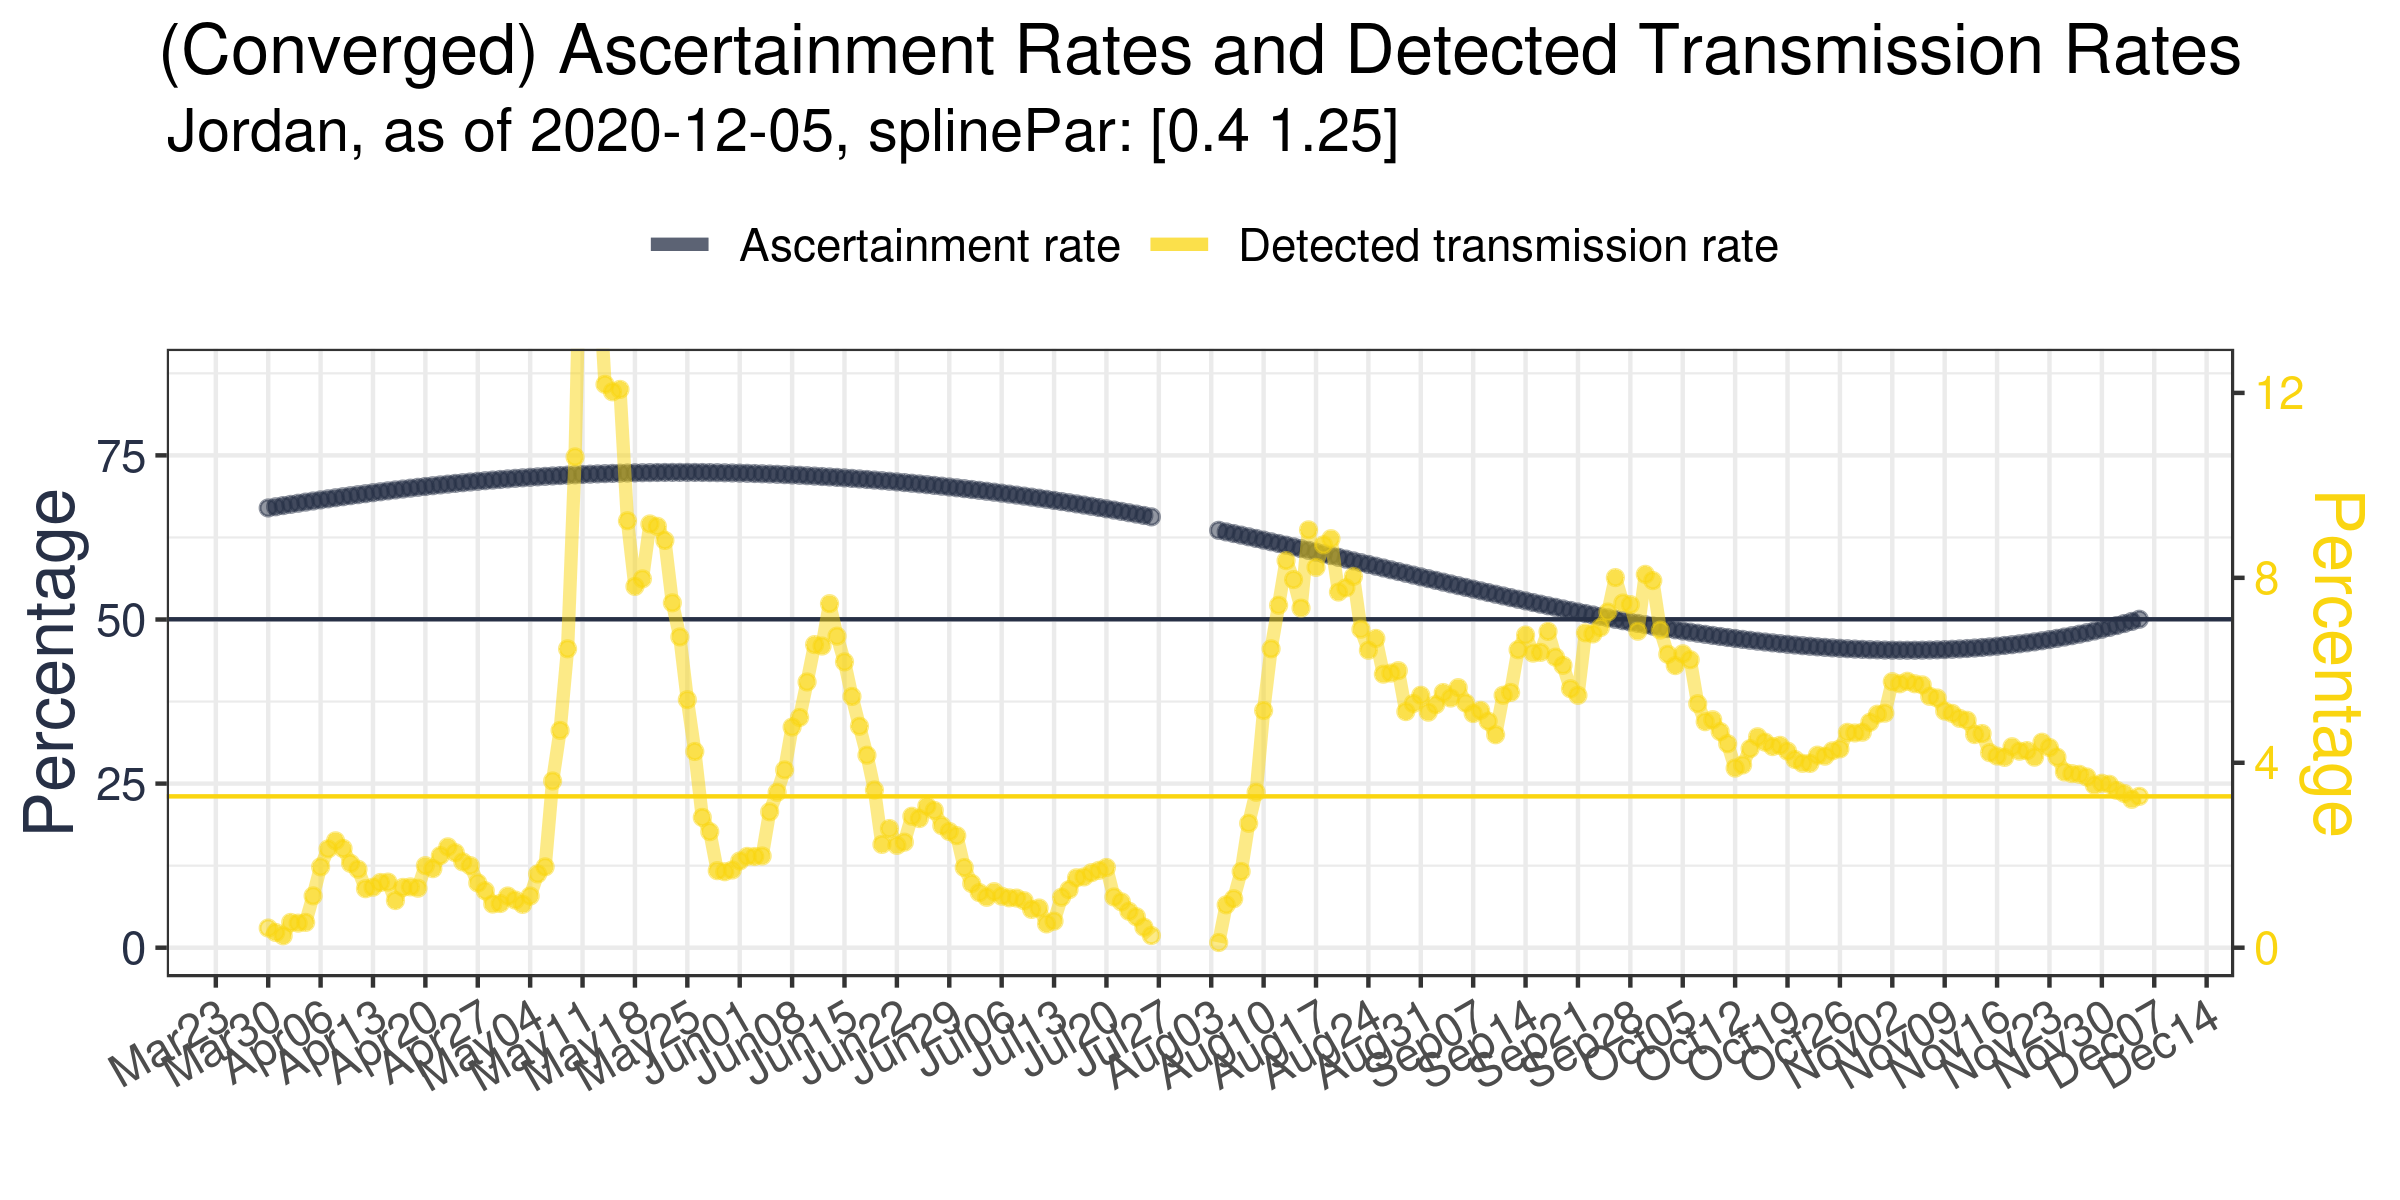 (Converged) Ascertainment Rates and Detected Transmission Rates
Jordan, as of 2020-12-05, splinePar: [0.4 1.25]
Ascertainment rate Detected transmission rate
Percentage
75
50
25
0
12
8
4
0
Percentage
Mar23 Mar30 Apr06 Apr13 Apr20 Apr27 May04 May11 May18 May25 Jun01 Jun08 Jun15 Jun22 Jun29 Jul06 Jul13 Jul20 Jul27 Aug03 Aug10 Aug17 Aug24 Aug31 Sep07 Sep14 Sep21 Sep28 Oct05 Oct12 Oct19 Oct26 Nov02 Nov09 Nov16 Nov23 Nov30 Dec07 Dec14